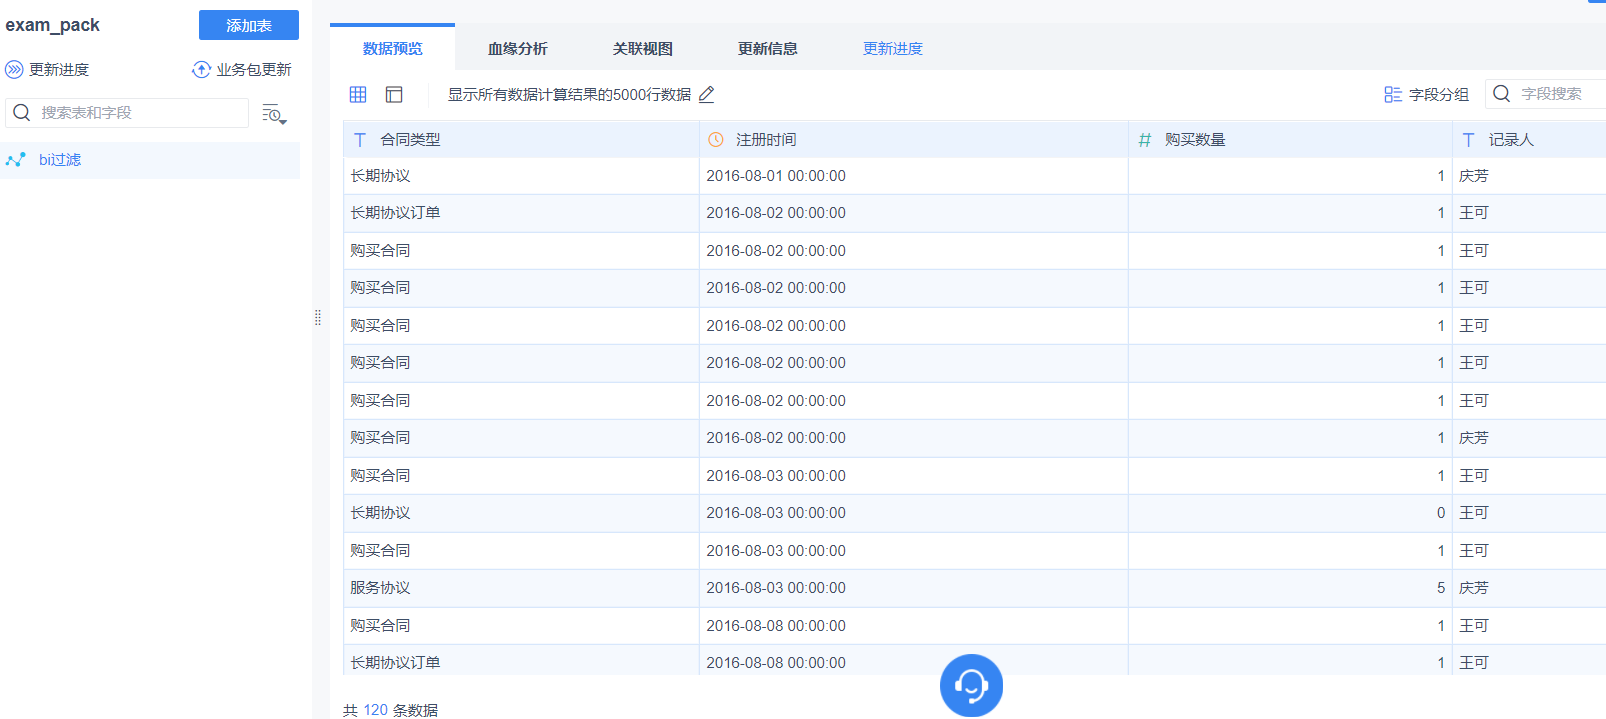 exam_pack
添加表
更新进度
业务包更新
搜索表和字段
bi过滤
数据预览 血缘分析 关联视图 更新信息 更新进度
显示所有数据计算结果的5000行数据 字段分组 字段搜索
合同类型 注册时间 # 购买数量 记录人
长期协议 2016-08-01 00:00:00 1 庆芳
长期协议订单 2016-08-02 00:00:00 1 王可
购买合同 2016-08-02 00:00:00 1 王可
购买合同 2016-08-02 00:00:00 1 王可
购买合同 2016-08-02 00:00:00 1 王可
购买合同 2016-08-02 00:00:00 1 王可
购买合同 2016-08-02 00:00:00 1 王可
购买合同 2016-08-02 00:00:00 1 庆芳
购买合同 2016-08-03 00:00:00 1 王可
长期协议 2016-08-03 00:00:00 0 王可
购买合同 2016-08-03 00:00:00 1 王可
服务协议 2016-08-03 00:00:00 5 庆芳
购买合同 2016-08-08 00:00:00 1 王可
长期协议订单 2016-08-08 00:00:00 1 王可
共 120 条数据